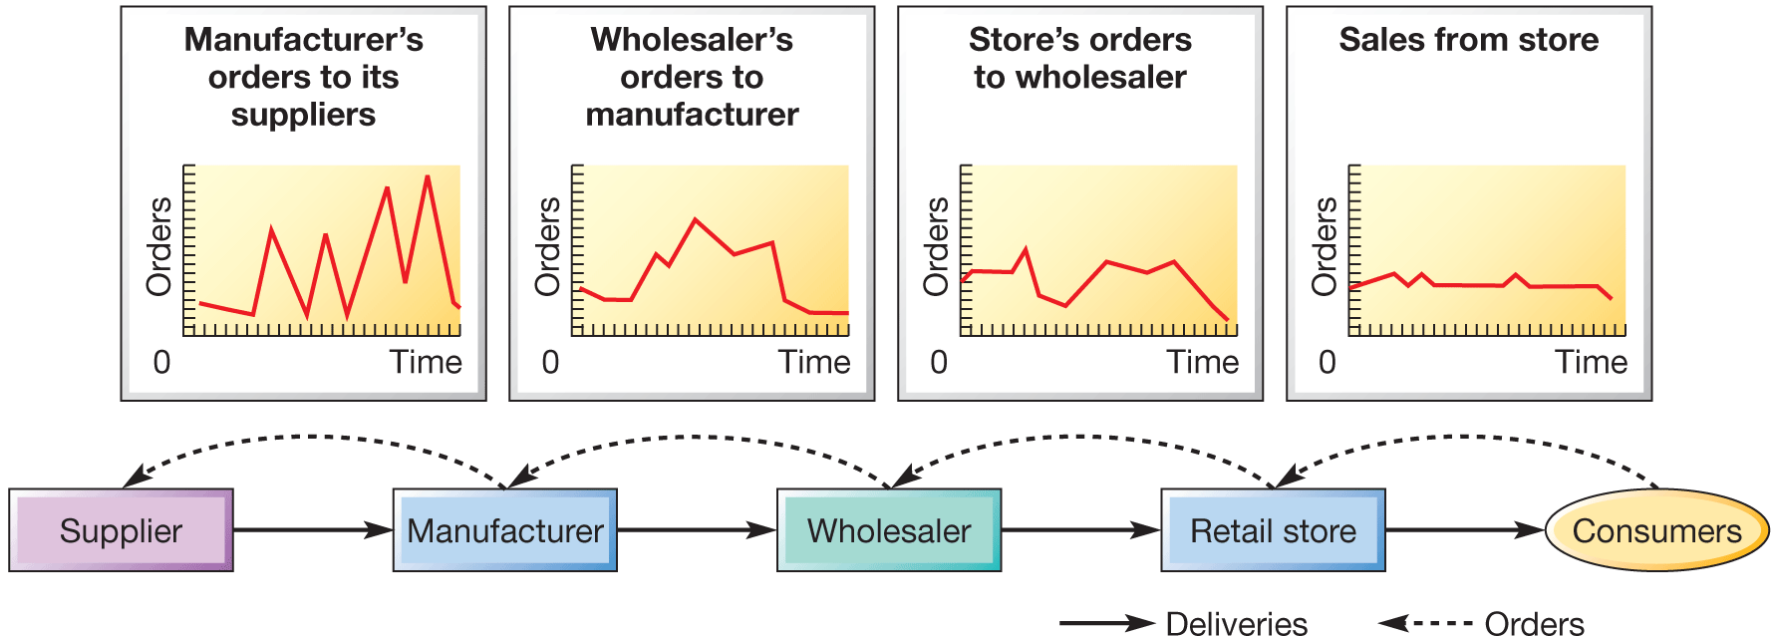 Manufacturer's
orders to its
suppliers
Orders
0
Time
Wholesaler's
orders to
manufacturer
Orders
0
Time
Store's orders
to wholesaler
Orders
0
Time
Sales from store
Orders
0
Time
Supplier
Manufacturer
Wholesaler
Retail store
Consumers
Deliveries
Orders